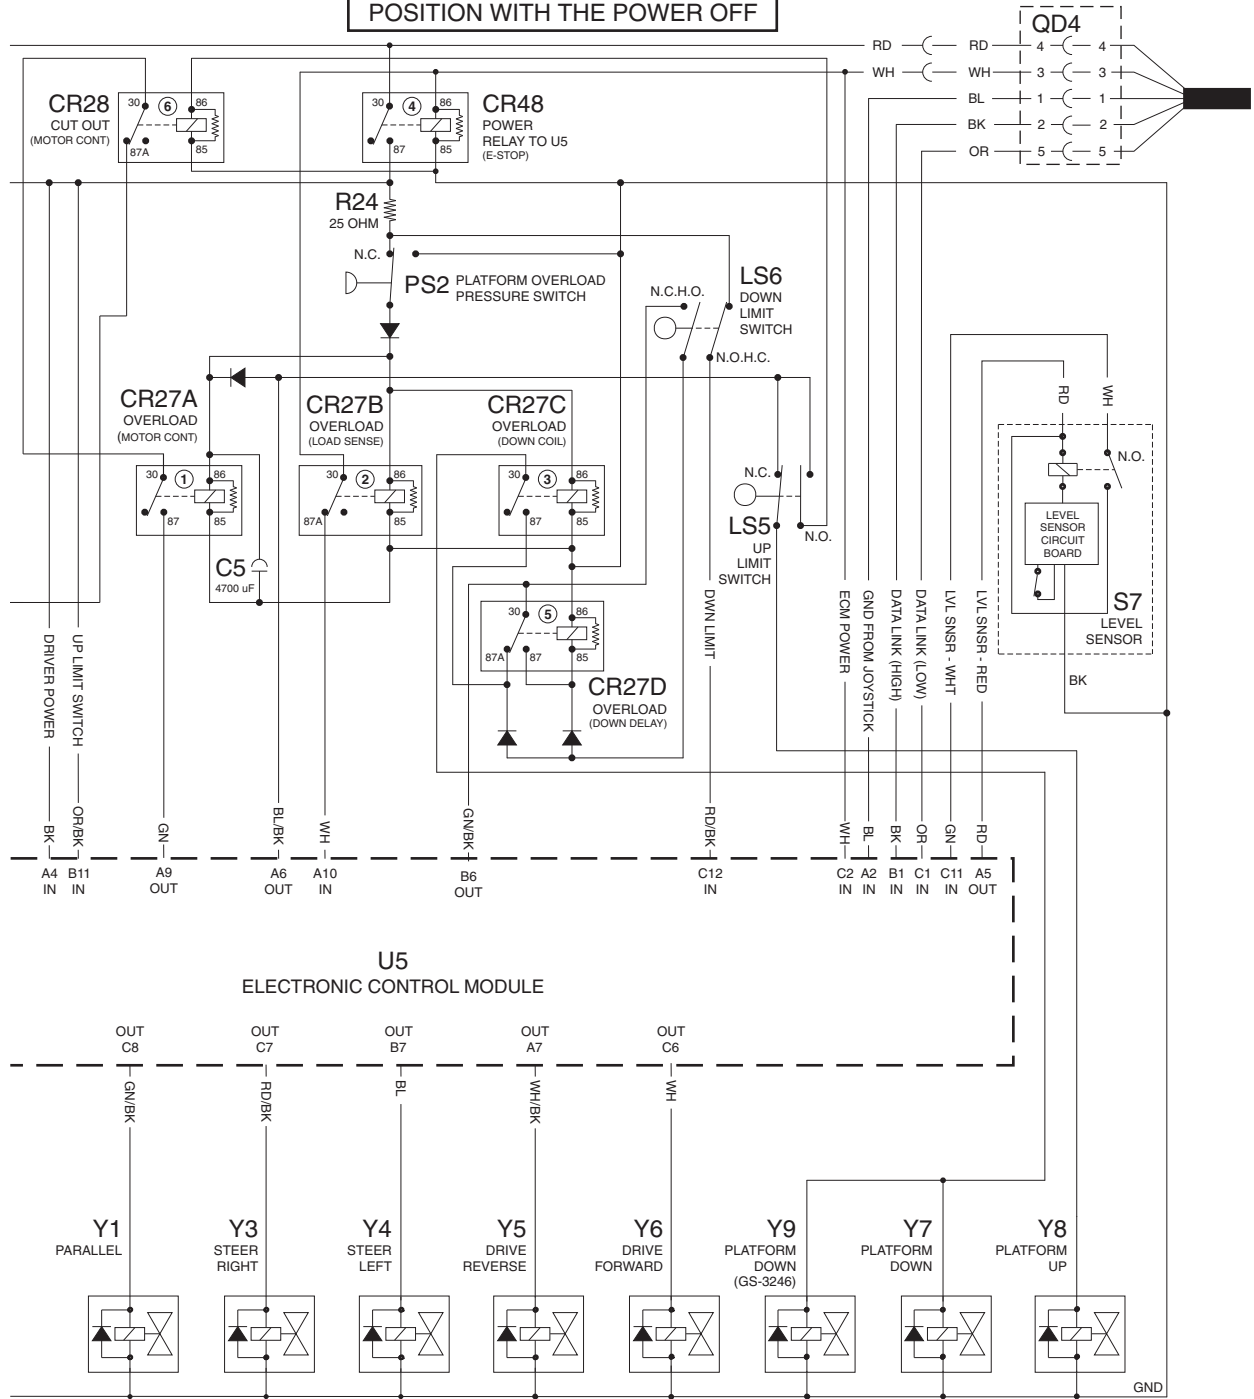 POSITION WITH THE POWER OFF
QD4
RD
RD
4
4
WH
WH
3
3
BL
1
1
BK
2
2
OR
5
5
CR28
CUT OUT
(MOTOR CONT)
30
6
86
87A
85
30
4
86
87
85
CR48
POWER
RELAY TO U5
(E-STOP)
R24
25 OHM
N.C.
PS2
PLATFORM OVERLOAD
PRESSURE SWITCH
N.C.H.O.
LS6
DOWN
LIMIT
SWITCH
N.O.H.C.
CR27A
OVERLOAD
(MOTOR CONT)
30
1
86
87
85
CR27B
OVERLOAD
(LOAD SENSE)
30
2
86
87A
85
CR27C
OVERLOAD
(DOWN COIL)
30
3
86
87
85
C5
4700 uF
N.C.
LS5
N.O.
UP
LIMIT
SWITCH
RD
WH
N.O.
LEVEL
SENSOR
CIRCUIT
BOARD
S7
LEVEL
SENSOR
BK
30
5
86
87A
87
85
CR27D
OVERLOAD
(DOWN DELAY)
DRIVER POWER
UP LIMIT SWITCH
DWN LIMIT
ECM POWER
GND FROM JOYSTICK
DATA LINK (HIGH)
DATA LINK (LOW)
LVL SNSR - WHT
LVL SNSR - RED
BK
OR/BK
GN
BL/BK
WH
GN/BK
RD/BK
WH
BL
BK
OR
GN
RD
A4
IN
B11
IN
A9
OUT
A6
OUT
A10
IN
B6
OUT
C12
IN
C2
IN
A2
IN
B1
IN
C1
IN
C11
IN
A5
OUT
U5
ELECTRONIC CONTROL MODULE
OUT
C8
OUT
C7
OUT
B7
OUT
A7
OUT
C6
GN/BK
RD/BK
BL
WH/BK
WH
Y1
PARALLEL
Y3
STEER
RIGHT
Y4
STEER
LEFT
Y5
DRIVE
REVERSE
Y6
DRIVE
FORWARD
Y9
PLATFORM
DOWN
(GS-3246)
Y7
PLATFORM
DOWN
Y8
PLATFORM
UP
GND